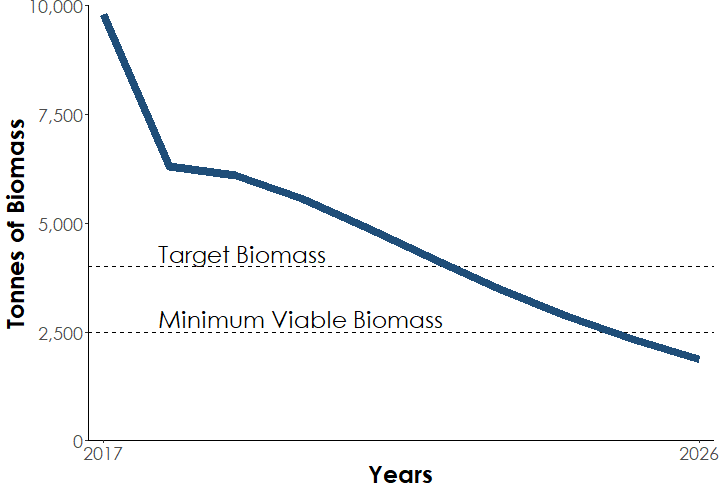 10,000
7,500
5,000
2,500
0
Tonnes of Biomass
Target Biomass
Minimum Viable Biomass
2017
2026
Years